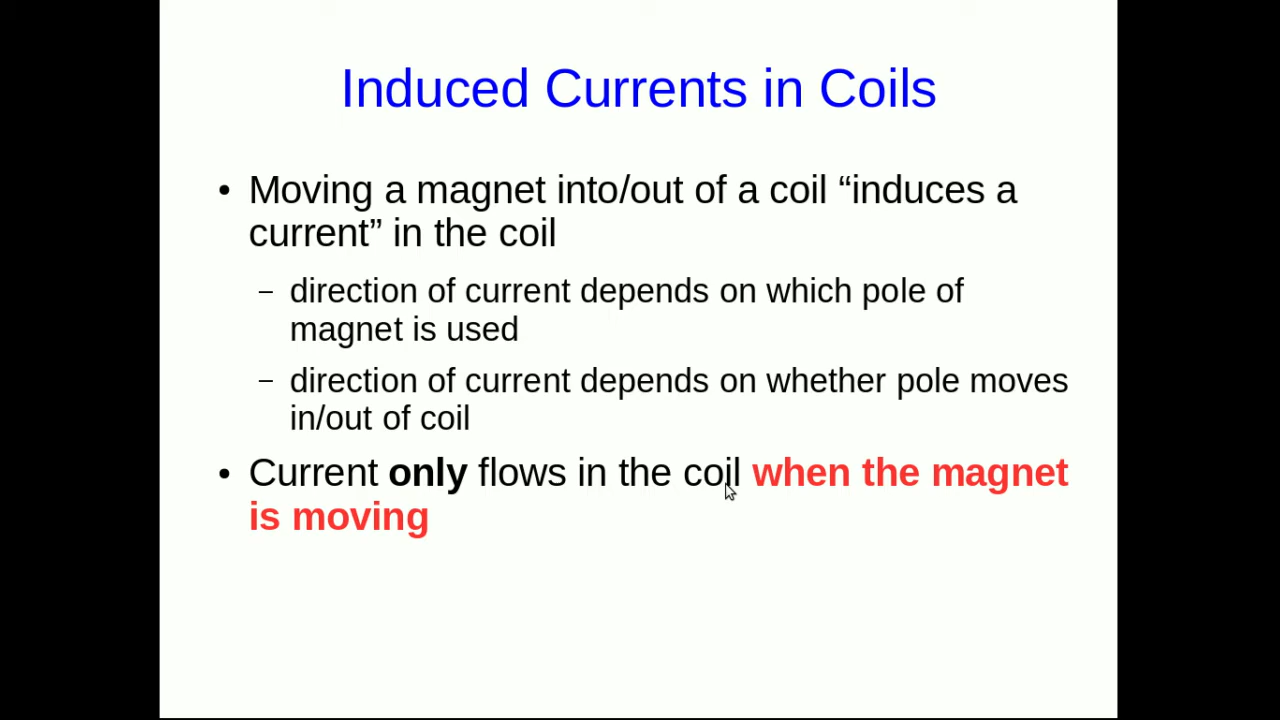 Induced Currents in Coils
• Moving a magnet into/out of a coil “induces a
current” in the coil
– direction of current depends on which pole of
magnet is used
– direction of current depends on whether pole moves
in/out of coil
• Current only flows in the coil when the magnet
is moving